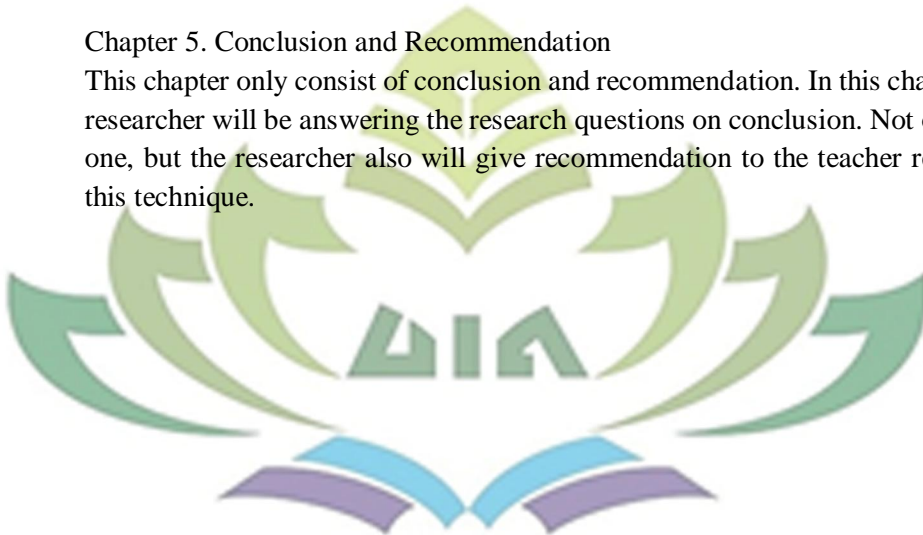 Chapter 5. Conclusion and Recommendation
This chapter only consist of conclusion and recommendation. In this cha
researcher will be answering the research questions on conclusion. Not
one, but the researcher also will give recommendation to the teacher re
this technique.
UIN